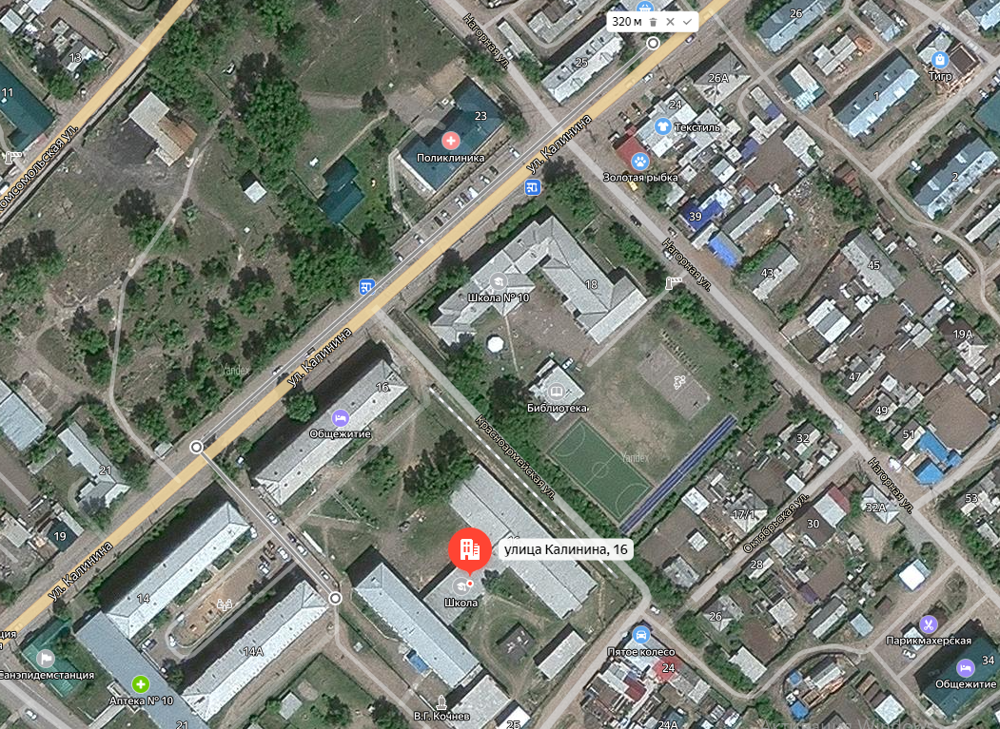 320 м
26
Нагорная ул.
13
25
26А
Тигр
11
24
1
23
Текстиль
Поликлиника
ул. Калинина
Комсомольская ул.
Золотая рыбка
2
39
Нагорная ул.
45
43
18
Школа № 10
19А
ул. Калинина
Yandex
47
16
Библиотека
49
Общежитие
Красноармейская ул.
51
32
Yandex
21
Нагорная ул.
53
32А
17/1
30
19
Октябрьская ул.
улица Калинина, 16
28
ул. Калинина
14
Школа
26
Парикмахерская
14А
Пятое колесо
34
24
Санэпидемстанция
Общежитие
Аптека № 10
В.Г. Кочнев
21
2Б
24А